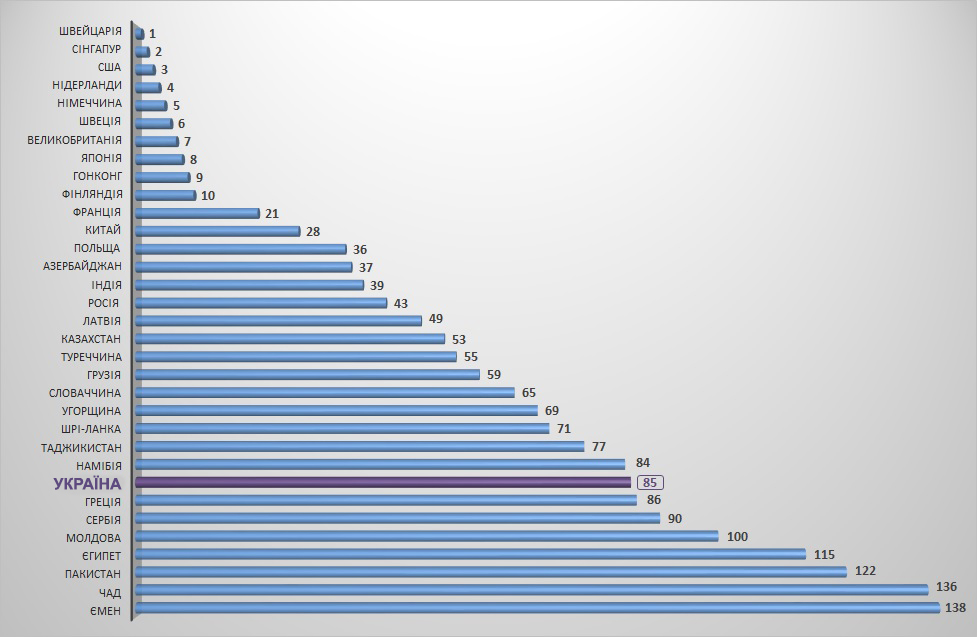 ШВЕЙЦАРІЯ 1
СІНГАПУР 2
США 3
НІДЕРЛАНДИ 4
НІМЕЧЧИНА 5
ШВЕЦІЯ 6
ВЕЛИКОБРИТАНІЯ 7
ЯПОНІЯ 8
ГОНКОНГ 9
ФІНЛЯНДІЯ 10
ФРАНЦІЯ 21
КИТАЙ 28
ПОЛЬЩА 36
АЗЕРБАЙДЖАН 37
ІНДІЯ 39
РОСІЯ 43
ЛАТВІЯ 49
КАЗАХСТАН 53
ТУРЕЧЧИНА 55
ГРУЗІЯ 59
СЛОВАЧЧИНА 65
УГОРЩИНА 69
ШРІ-ЛАНКА 71
ТАДЖИКИСТАН 77
НАМІБІЯ 84
УКРАЇНА 85
ГРЕЦІЯ 86
СЕРБІЯ 90
МОЛДОВА 100
ЄГИПЕТ 115
ПАКИСТАН 122
ЧАД 136
ЄМЕН 138